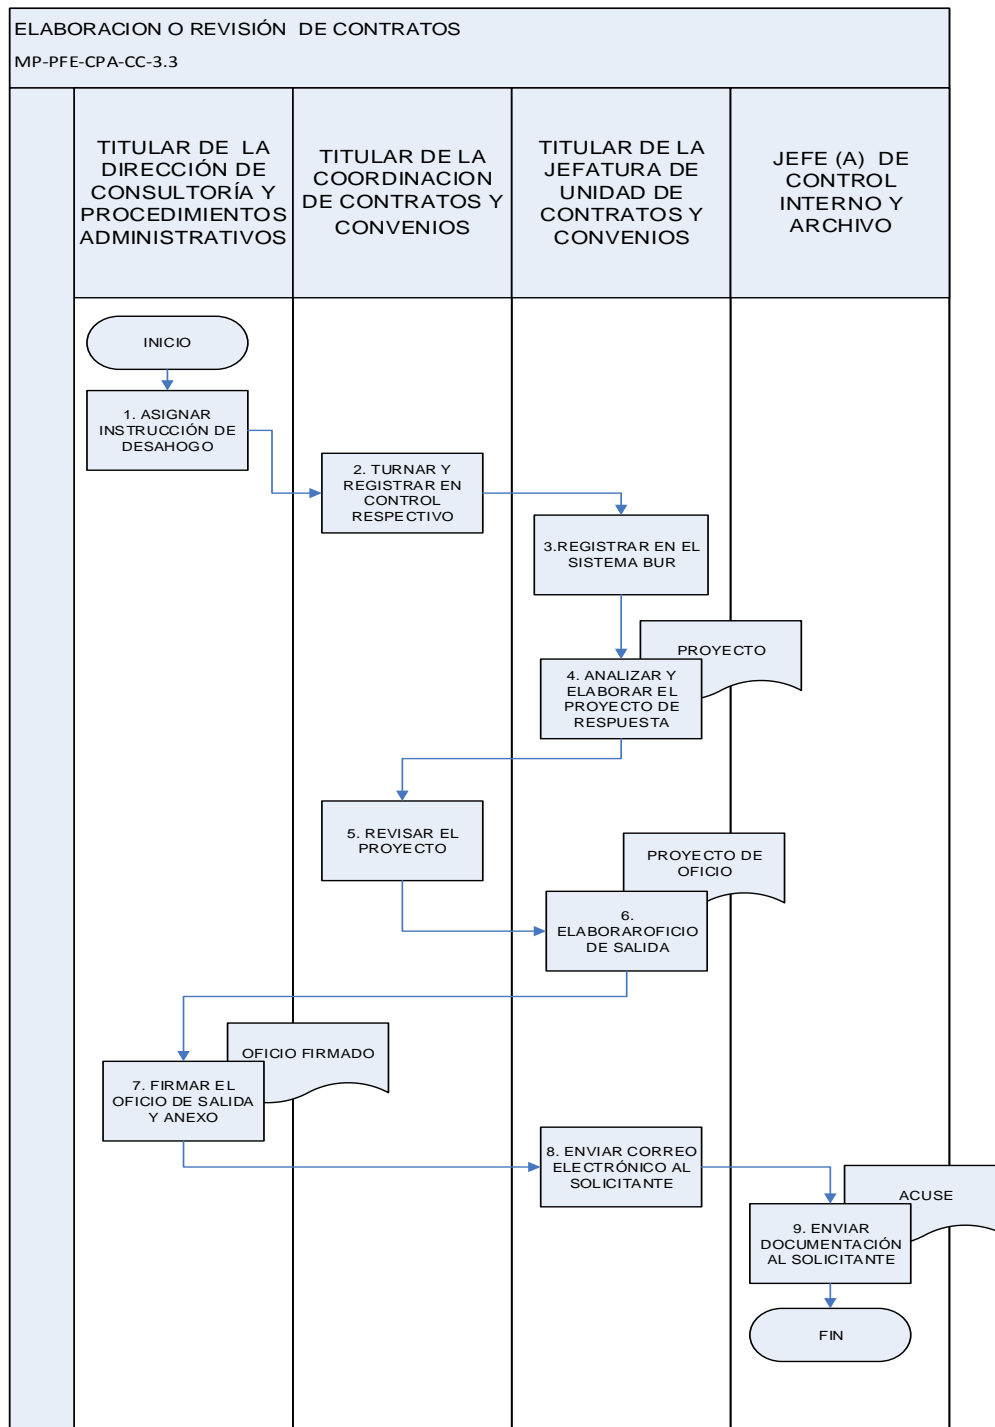 ELABORACION O REVISIÓN DE CONTRATOS
MP-PFE-CPA-CC-3.3
TITULAR DE LA
DIRECCIÓN DE
CONSULTORÍA Y
PROCEDIMIENTOS
ADMINISTRATIVOS
TITULAR DE LA
COORDINACION
DE CONTRATOS Y
CONVENIOS
TITULAR DE LA
JEFATURA DE
UNIDAD DE
CONTRATOS Y
CONVENIOS
JEFE (A) DE
CONTROL
INTERNO Y
ARCHIVO
INICIO
1. ASIGNAR
INSTRUCCIÓN DE
DESAHOGO
2. TURNAR Y
REGISTRAR EN
CONTROL
RESPECTIVO
3.REGISTRAR EN EL
SISTEMA BUR
PROYECTO
4. ANALIZAR Y
ELABORAR EL
PROYECTO DE
RESPUESTA
5. REVISAR EL
PROYECTO
PROYECTO DE
OFICIO
6.
ELABORAROFICIO
DE SALIDA
OFICIO FIRMADO
7. FIRMAR EL
OFICIO DE SALIDA
Y ANEXO
8. ENVIAR CORREO
ELECTRÓNICO AL
SOLICITANTE
ACUSE
9. ENVIAR
DOCUMENTACIÓN
AL SOLICITANTE
FIN